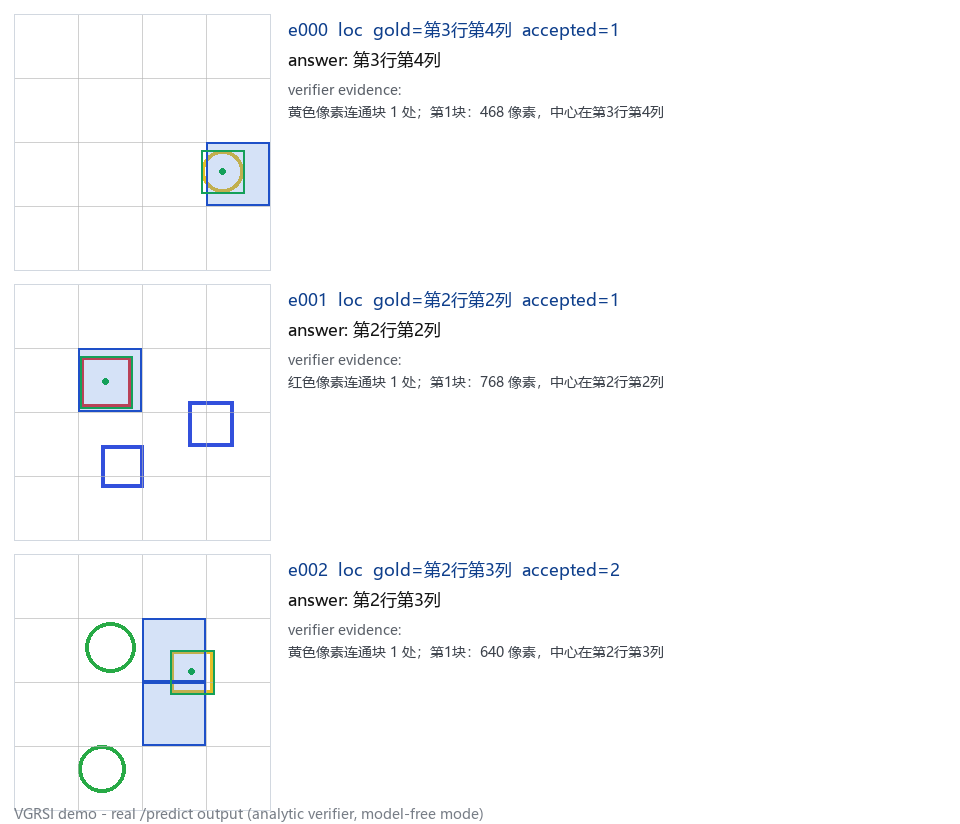 e000 loc gold=第3行第4列 accepted=1
answer: 第3行第4列
verifier evidence:
黄色像素连通块 1 处；第1块：468 像素，中心在第3行第4列
e001 loc gold=第2行第2列 accepted=1
answer: 第2行第2列
verifier evidence:
红色像素连通块 1 处；第1块：768 像素，中心在第2行第2列
e002 loc gold=第2行第3列 accepted=2
answer: 第2行第3列
verifier evidence:
黄色像素连通块 1 处；第1块：640 像素，中心在第2行第3列
VGRSI demo - real /predict output (analytic verifier, model-free mode)